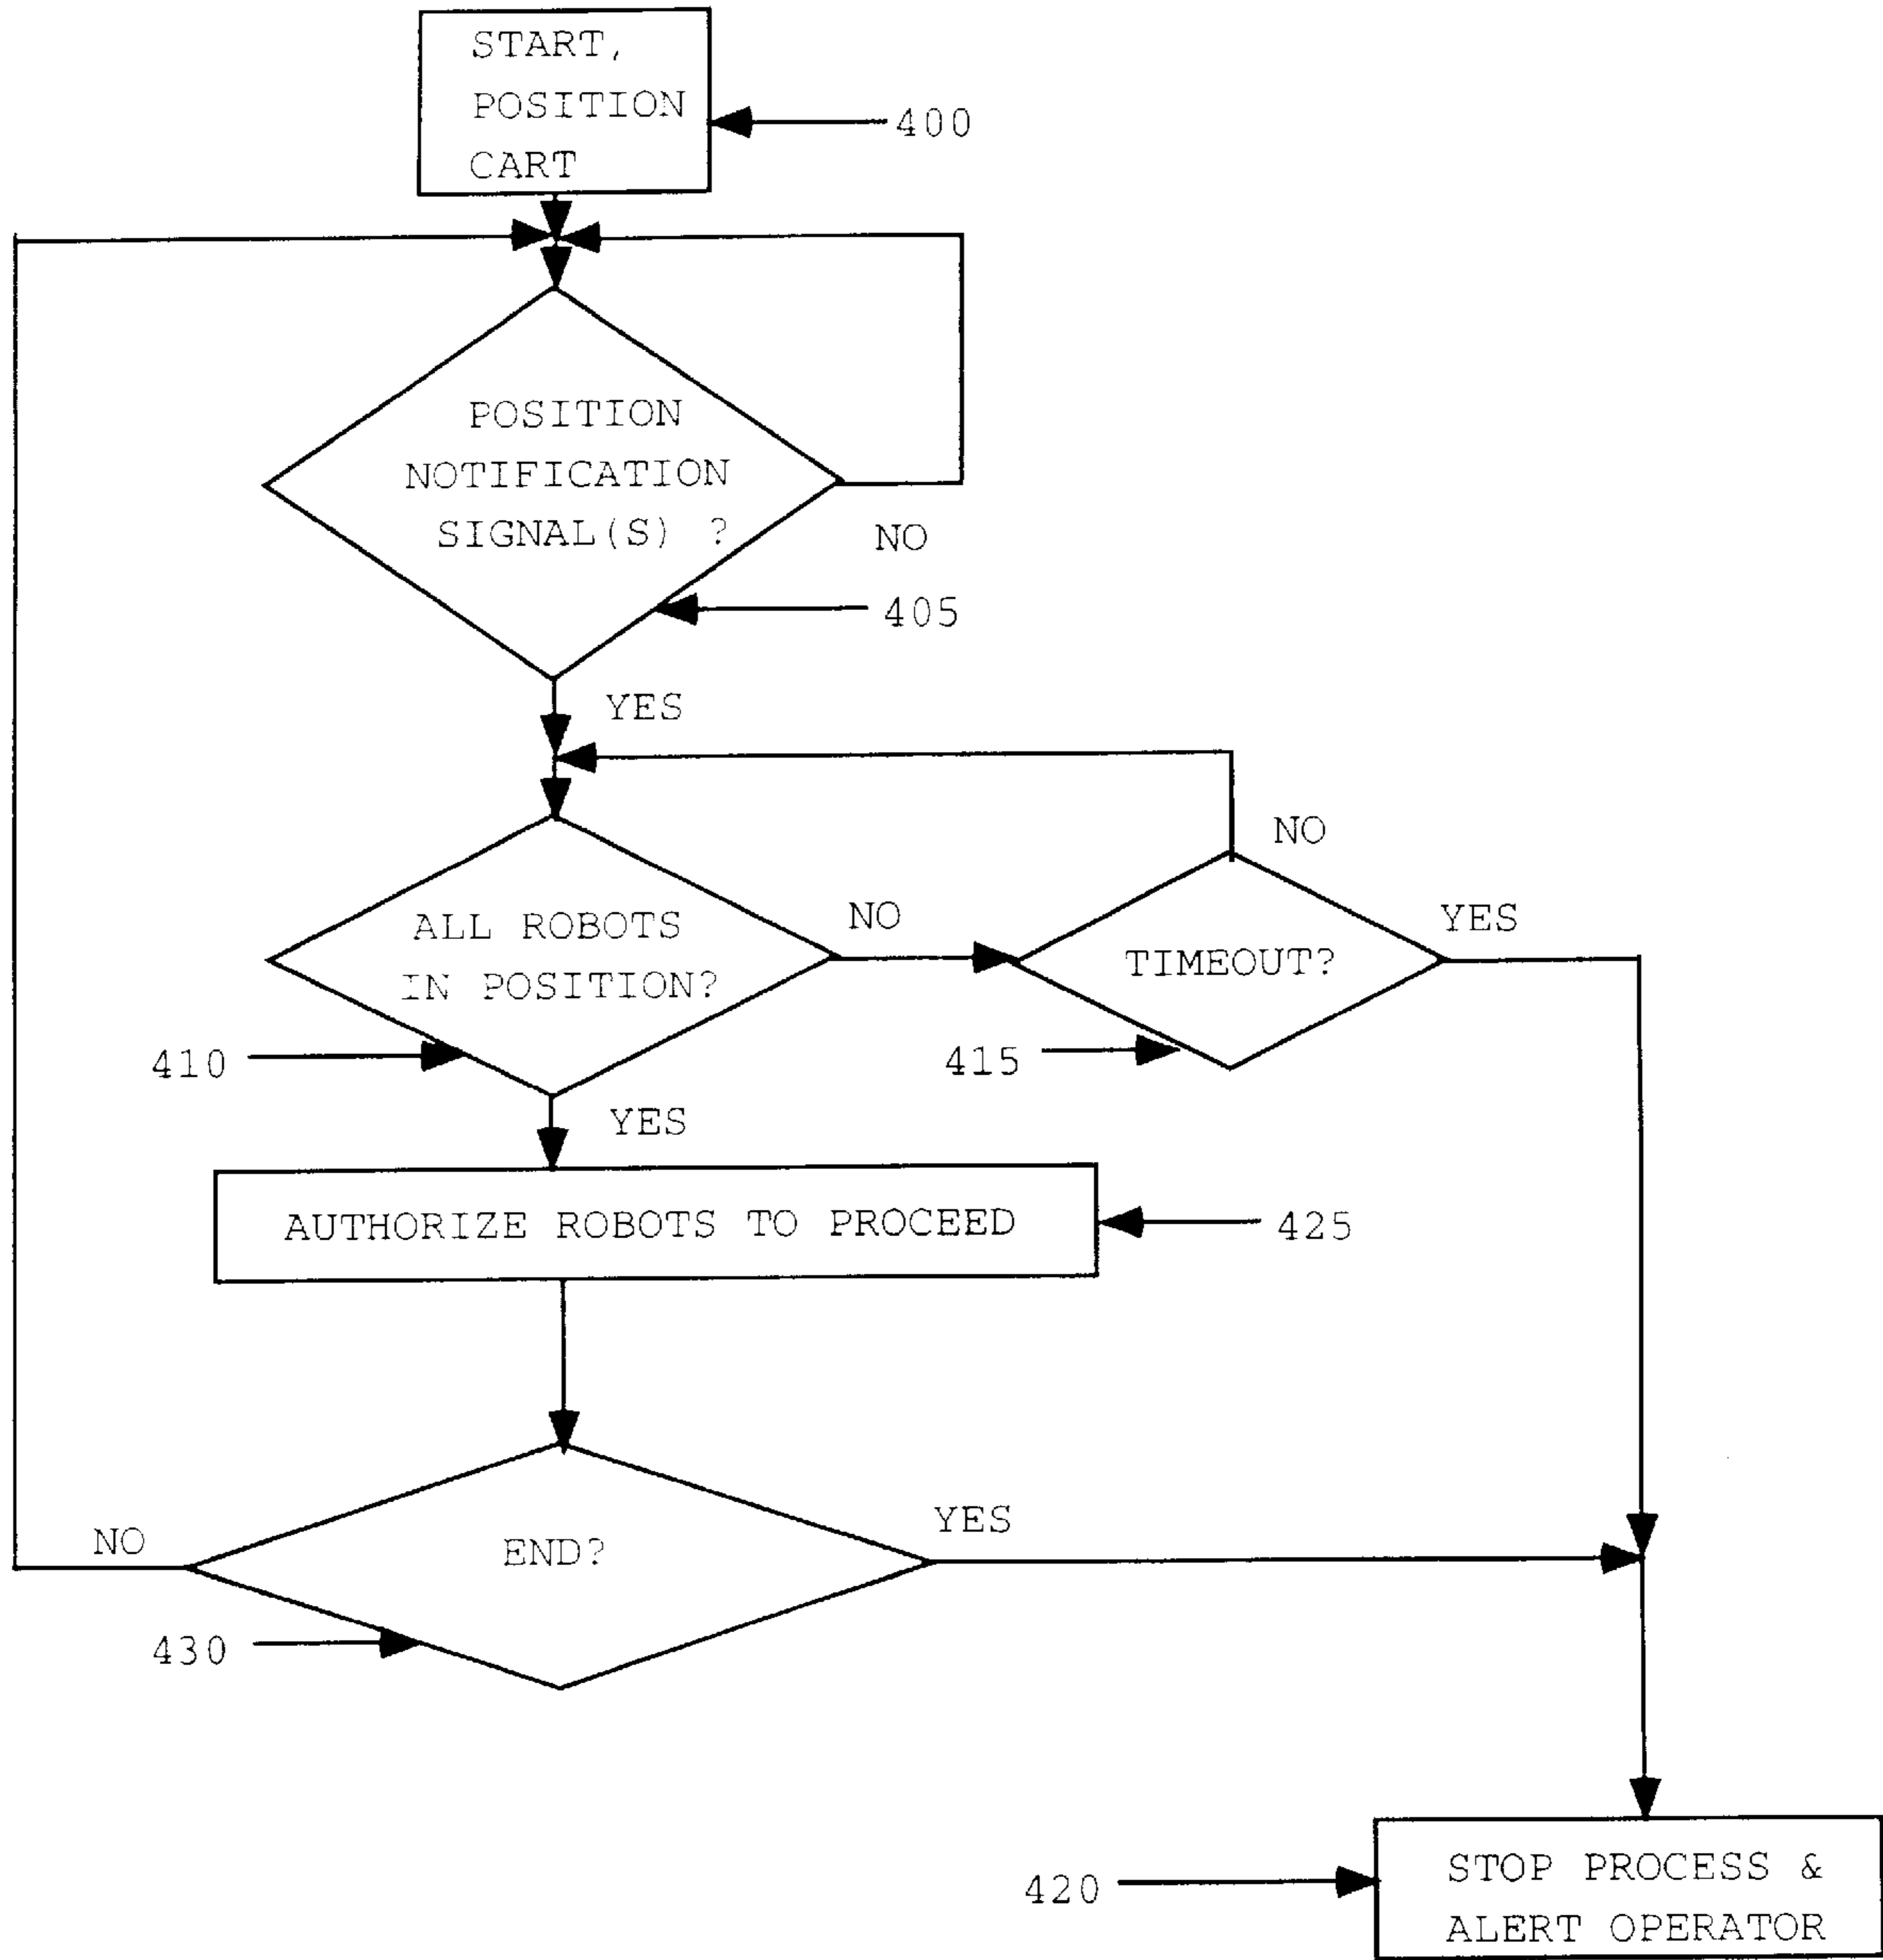 START,
POSITION
CART
400
POSITION
NOTIFICATION
SIGNAL(S) ?
NO
405
YES
NO
ALL ROBOTS
IN POSITION?
NO
TIMEOUT?
YES
410
415
YES
AUTHORIZE ROBOTS TO PROCEED
425
NO
END?
YES
430
STOP PROCESS &
ALERT OPERATOR
420